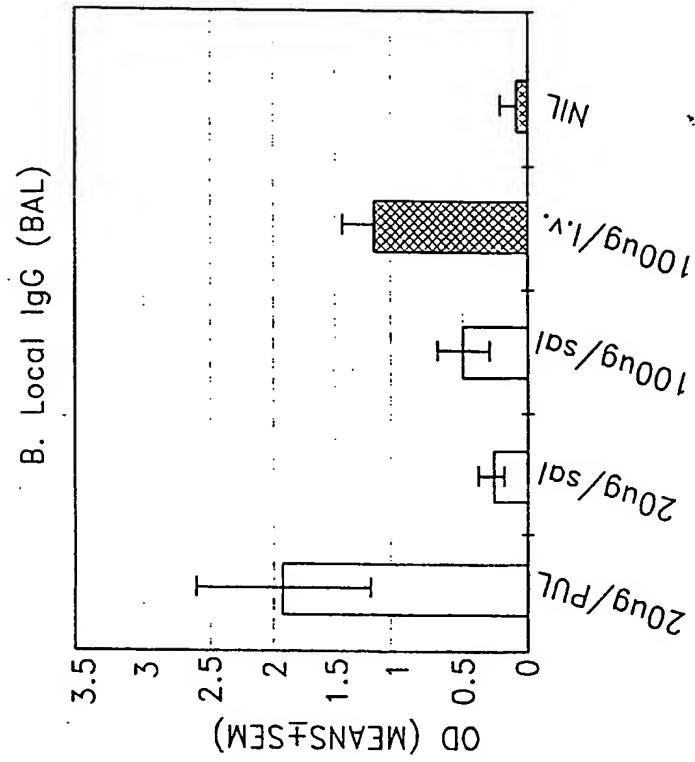 B. Local IgG (BAL)
OD (MEANS±SEM)
3.5
3
2.5
2
1.5
1
0.5
0
20ug/PUL
20ug/sal
100ug/sal
100ug/I.v.
NIL